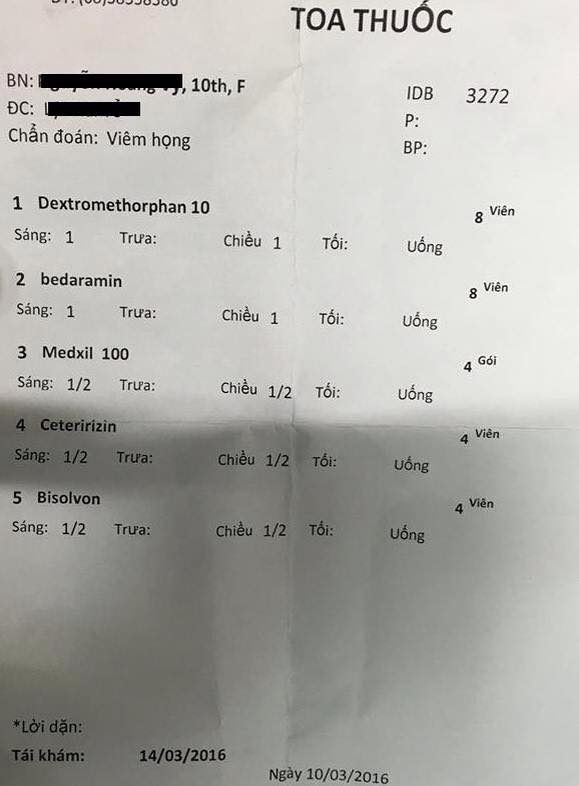 TOA THUỐC
BN: , 10th, F
IDB 3272
ĐC:
P:
Chẩn đoán: Viêm họng
BP:
1 Dextromethorphan 10 8 Viên
Sáng: 1 Trưa: Chiều 1 Tối: Uống
2 bedaramin 8 Viên
Sáng: 1 Trưa: Chiều 1 Tối: Uống
3 Medxil 100 4 Gói
Sáng: 1/2 Trưa: Chiều 1/2 Tối: Uống
4 Ceteririzin 4 Viên
Sáng: 1/2 Trưa: Chiều 1/2 Tối: Uống
5 Bisolvon 4 Viên
Sáng: 1/2 Trưa: Chiều 1/2 Tối: Uống
*Lời dặn:
Tái khám: 14/03/2016
Ngày 10/03/2016